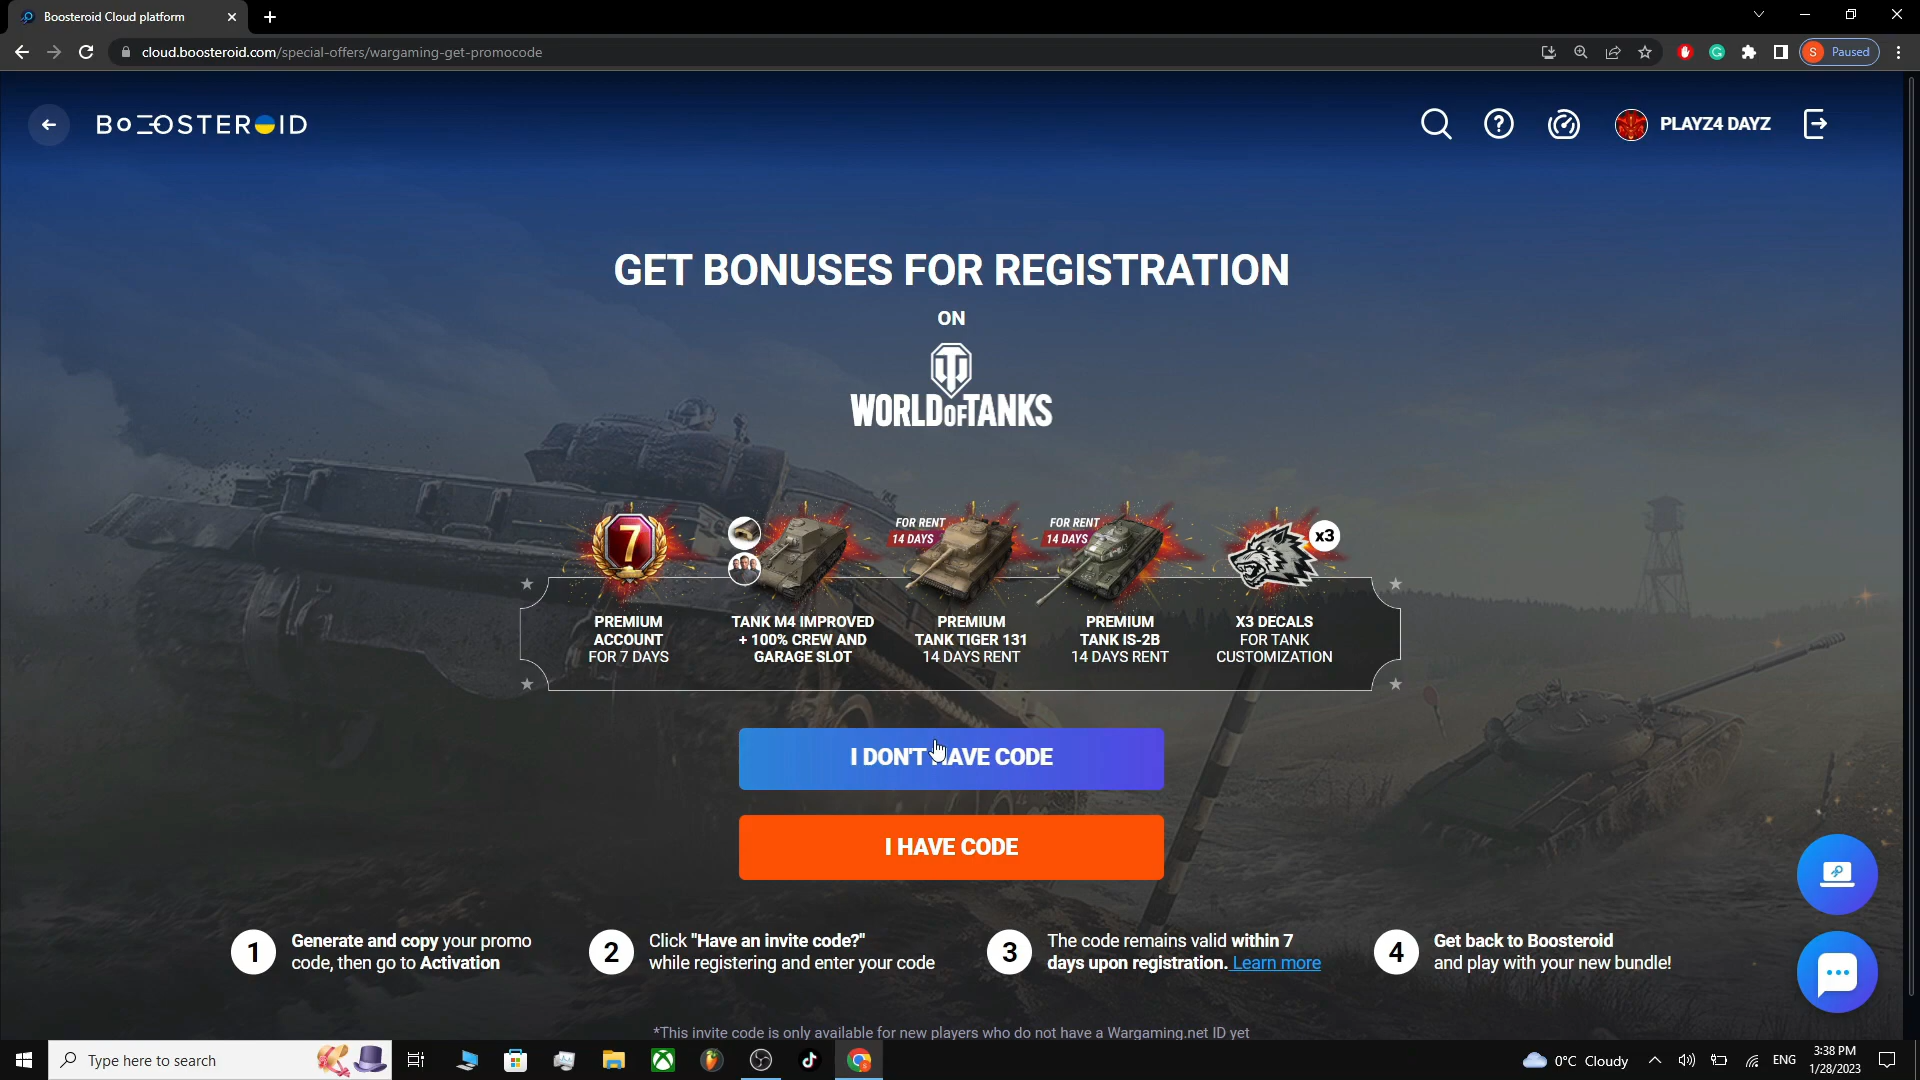 Boosteroid Cloud platform
cloud.boosteroid.com/special-offers/wargaming-get-promocode
S Paused
BOOSTEROID
PLAYZ4 DAYZ
GET BONUSES FOR REGISTRATION
ON
WORLD OF TANKS
7
FOR RENT
14 DAYS
FOR RENT
14 DAYS
x3
PREMIUM
ACCOUNT
FOR 7 DAYS
TANK M4 IMPROVED
+ 100% CREW AND
GARAGE SLOT
PREMIUM
TANK TIGER 131
14 DAYS RENT
PREMIUM
TANK IS-2B
14 DAYS RENT
X3 DECALS
FOR TANK
CUSTOMIZATION
I DON'T HAVE CODE
I HAVE CODE
1
Generate and copy your promo
code, then go to Activation
2
Click "Have an invite code?"
while registering and enter your code
3
The code remains valid within 7
days upon registration. Learn more
4
Get back to Boosteroid
and play with your new bundle!
*This invite code is only available for new players who do not have a Wargaming.net ID yet
Type here to search
0°C Cloudy
ENG
3:38 PM
1/28/2023